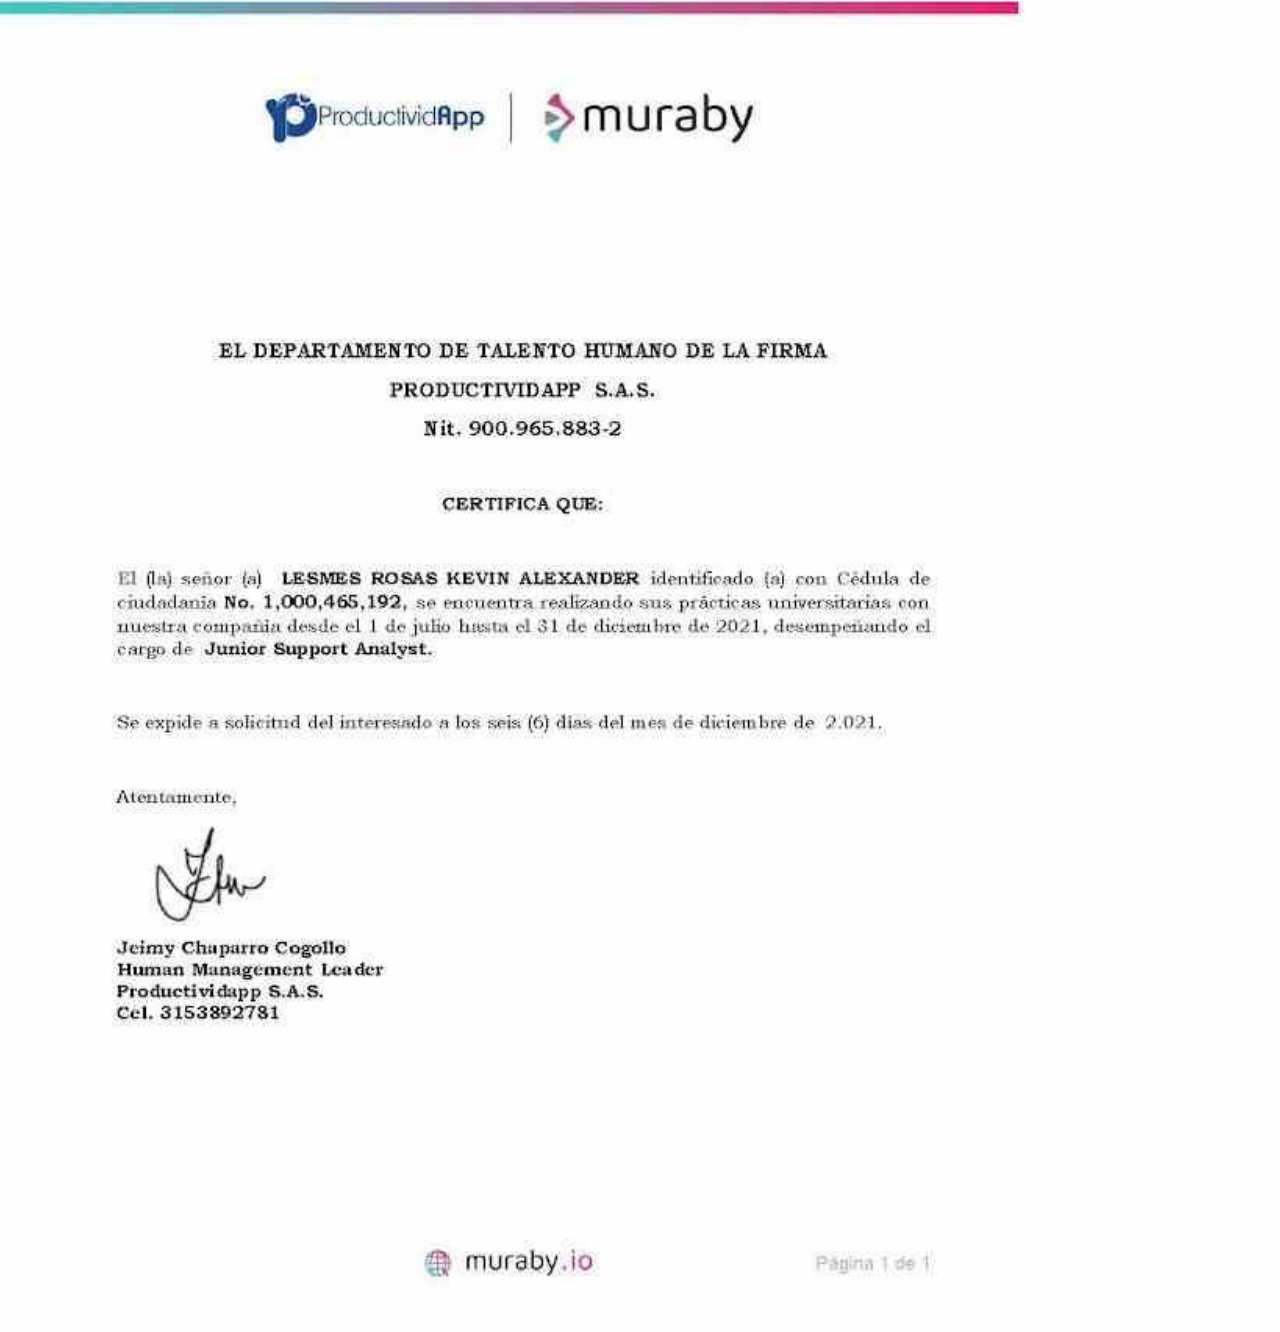 ProductividApp | muraby
EL DEPARTAMENTO DE TALENTO HUMANO DE LA FIRMA
PRODUCTIVIDAPP S.A.S.
Nit. 900.965.883-2
CERTIFICA QUE:
El (la) señor (a) LESMES ROSAS KEVIN ALEXANDER identificado (a) con Cédula de
ciudadanía No. 1,000,465,192, se encuentra realizando sus prácticas universitarias con
nuestra compañía desde el 1 de julio hasta el 31 de diciembre de 2021, desempeñando el
cargo de Junior Support Analyst.
Se expide a solicitud del interesado a los seis (6) días del mes de diciembre de 2.021.
Atentamente,
Jeimy Chaparro Cogollo
Human Management Leader
Productividapp S.A.S.
Cel. 3153892781
muraby.io
Página 1 de 1